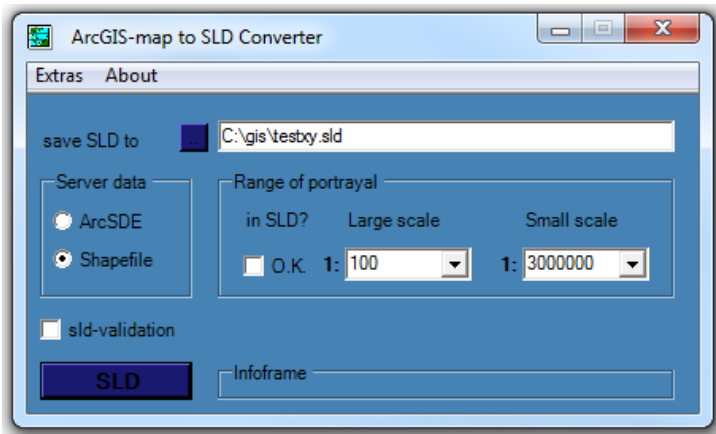 ArcGIS-map to SLD Converter
Extras About
save SLD to .. C:\gis\testxy.sld
Server data
ArcSDE
Shapefile
Range of portrayal
in SLD? Large scale Small scale
O.K. 1: 100 1: 3000000
sld-validation
SLD
Infoframe